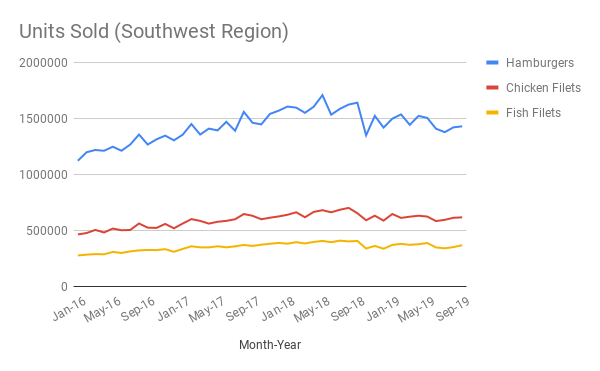 Units Sold (Southwest Region)
2000000
1500000
1000000
500000
0
Hamburgers
Chicken Filets
Fish Filets
Jan-16
May-16
Sep-16
Jan-17
May-17
Sep-17
Jan-18
May-18
Sep-18
Jan-19
May-19
Sep-19
Month-Year